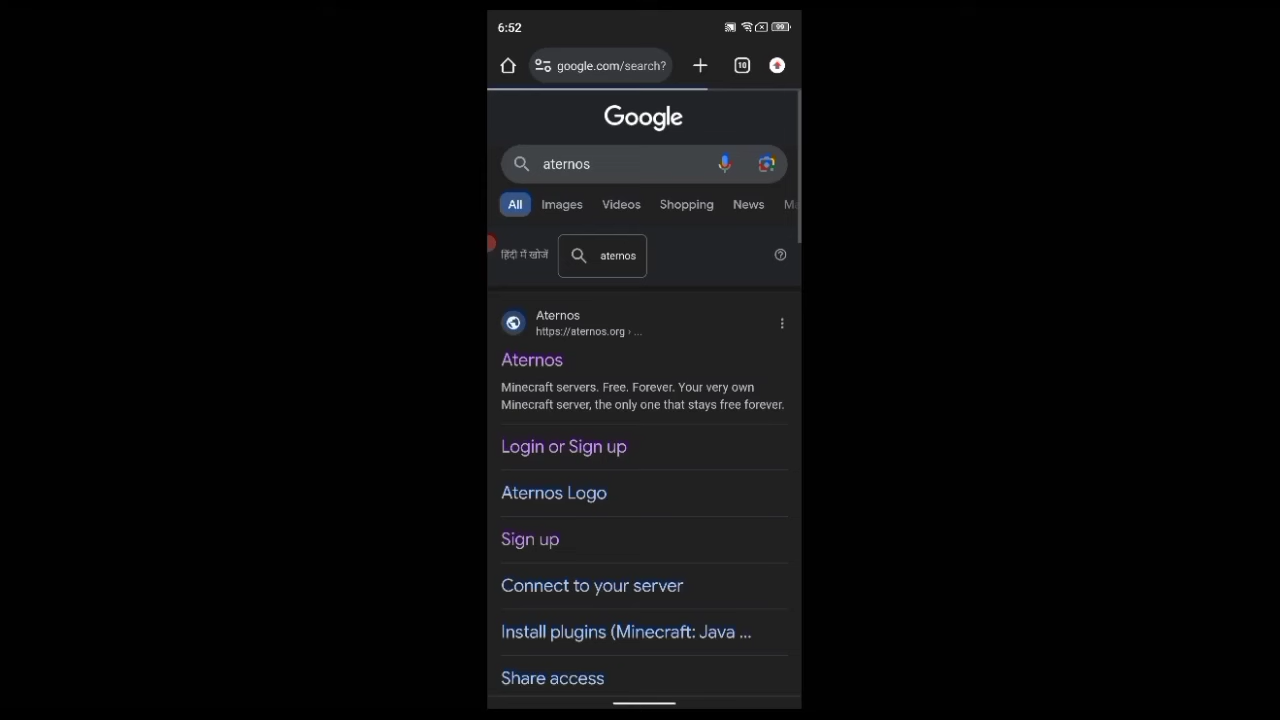 6:52
99
google.com/search?
10
Google
aternos
All Images Videos Shopping News
हिंदी में खोजें aternos
Aternos
https://aternos.org › ...
Aternos
Minecraft servers. Free. Forever. Your very own
Minecraft server, the only one that stays free forever.
Login or Sign up
Aternos Logo
Sign up
Connect to your server
Install plugins (Minecraft: Java ...
Share access